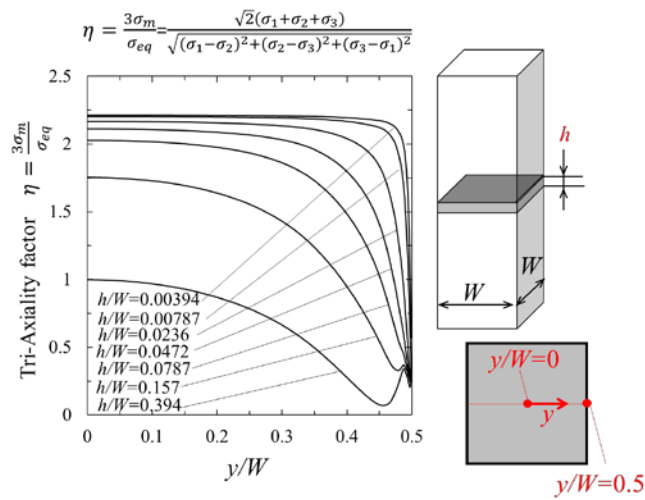 η = 3σm/σeq = √2(σ1+σ2+σ3)/√((σ1−σ2)²+(σ2−σ3)²+(σ3−σ1)²)
2.5
2
1.5
1
0.5
0
Tri-Axiality factor η = 3σm/σeq
h/W=0.00394
h/W=0.00787
h/W=0.0236
h/W=0.0472
h/W=0.0787
h/W=0.157
h/W=0,394
0 0.1 0.2 0.3 0.4 0.5
y/W
h
W
W
y/W=0
y
y/W=0.5